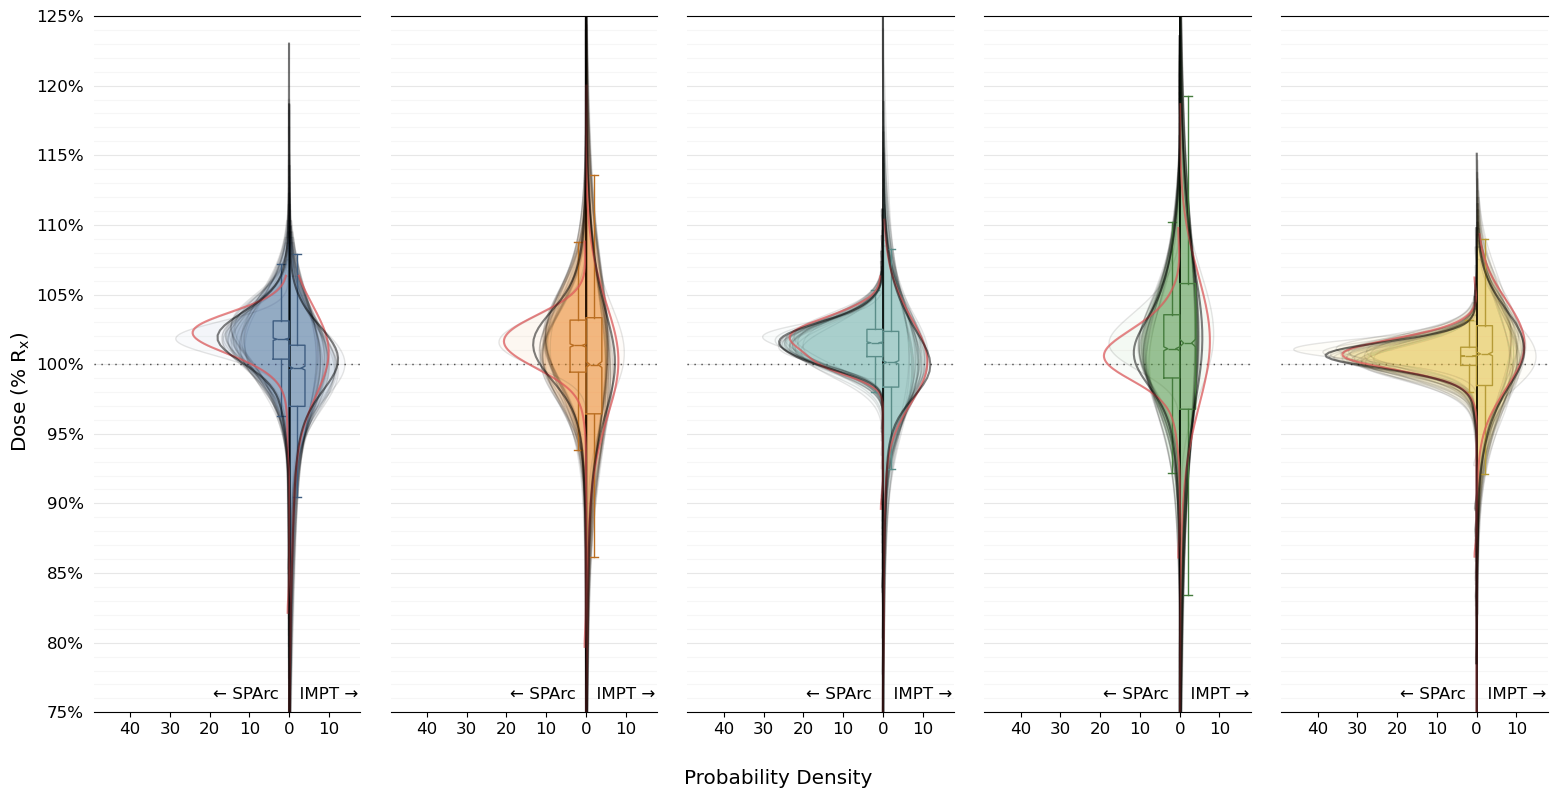 125%
120%
115%
110%
105%
100%
95%
90%
85%
80%
75%
Dose (% Rx)
← SPArc IMPT → ← SPArc IMPT → ← SPArc IMPT → ← SPArc IMPT → ← SPArc IMPT →
40 30 20 10 0 10 40 30 20 10 0 10 40 30 20 10 0 10 40 30 20 10 0 10 40 30 20 10 0 10
Probability Density